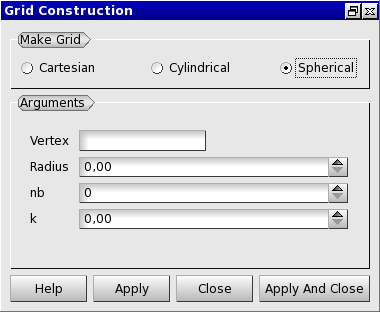 Grid Construction
Make Grid
Cartesian Cylindrical Spherical
Arguments
Vertex
Radius 0,00
nb 0
k 0,00
Help Apply Close Apply And Close